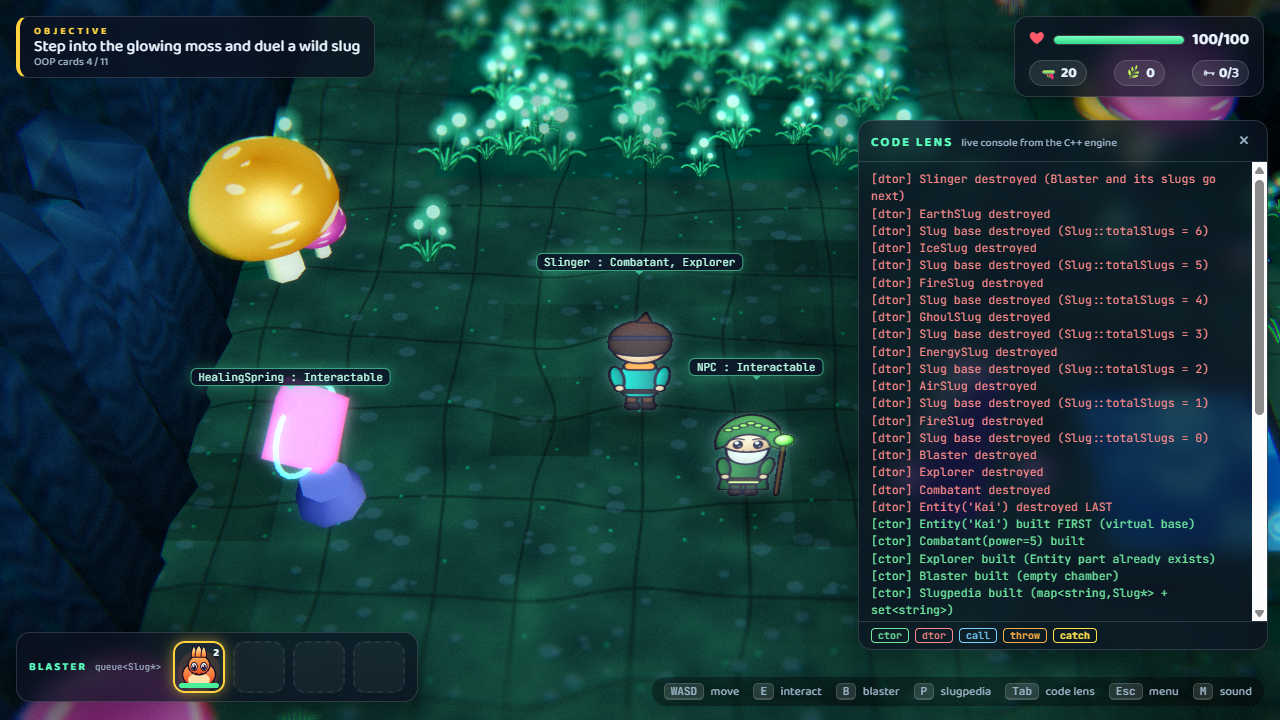 OBJECTIVE
Step into the glowing moss and duel a wild slug
OOP cards 4 / 11
100/100
20
0
0/3
CODE LENS live console from the C++ engine ×
[dtor] Slinger destroyed (Blaster and its slugs go
next)
[dtor] EarthSlug destroyed
[dtor] Slug base destroyed (Slug::totalSlugs = 6)
[dtor] IceSlug destroyed
[dtor] Slug base destroyed (Slug::totalSlugs = 5)
[dtor] FireSlug destroyed
[dtor] Slug base destroyed (Slug::totalSlugs = 4)
[dtor] GhoulSlug destroyed
[dtor] Slug base destroyed (Slug::totalSlugs = 3)
[dtor] EnergySlug destroyed
[dtor] Slug base destroyed (Slug::totalSlugs = 2)
[dtor] AirSlug destroyed
[dtor] Slug base destroyed (Slug::totalSlugs = 1)
[dtor] FireSlug destroyed
[dtor] Slug base destroyed (Slug::totalSlugs = 0)
[dtor] Blaster destroyed
[dtor] Explorer destroyed
[dtor] Combatant destroyed
[dtor] Entity('Kai') destroyed LAST
[ctor] Entity('Kai') built FIRST (virtual base)
[ctor] Combatant(power=5) built
[ctor] Explorer built (Entity part already exists)
[ctor] Blaster built (empty chamber)
[ctor] Slugpedia built (map<string,Slug*> +
set<string>)
ctor dtor call throw catch
Slinger : Combatant, Explorer
NPC : Interactable
HealingSpring : Interactable
BLASTER queue<Slug*> 2
WASD move E interact B blaster P slugpedia Tab code lens Esc menu M sound